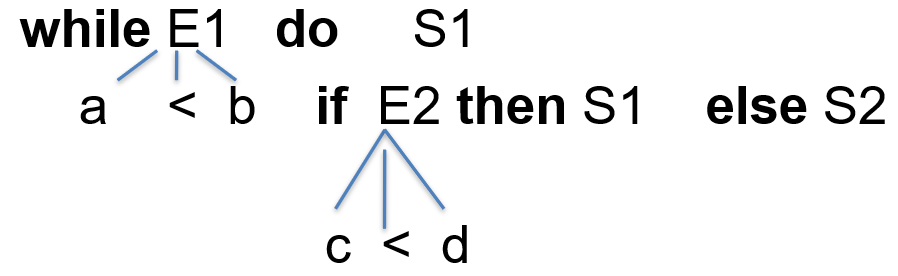 while E1 do S1
a < b if E2 then S1 else S2
c < d